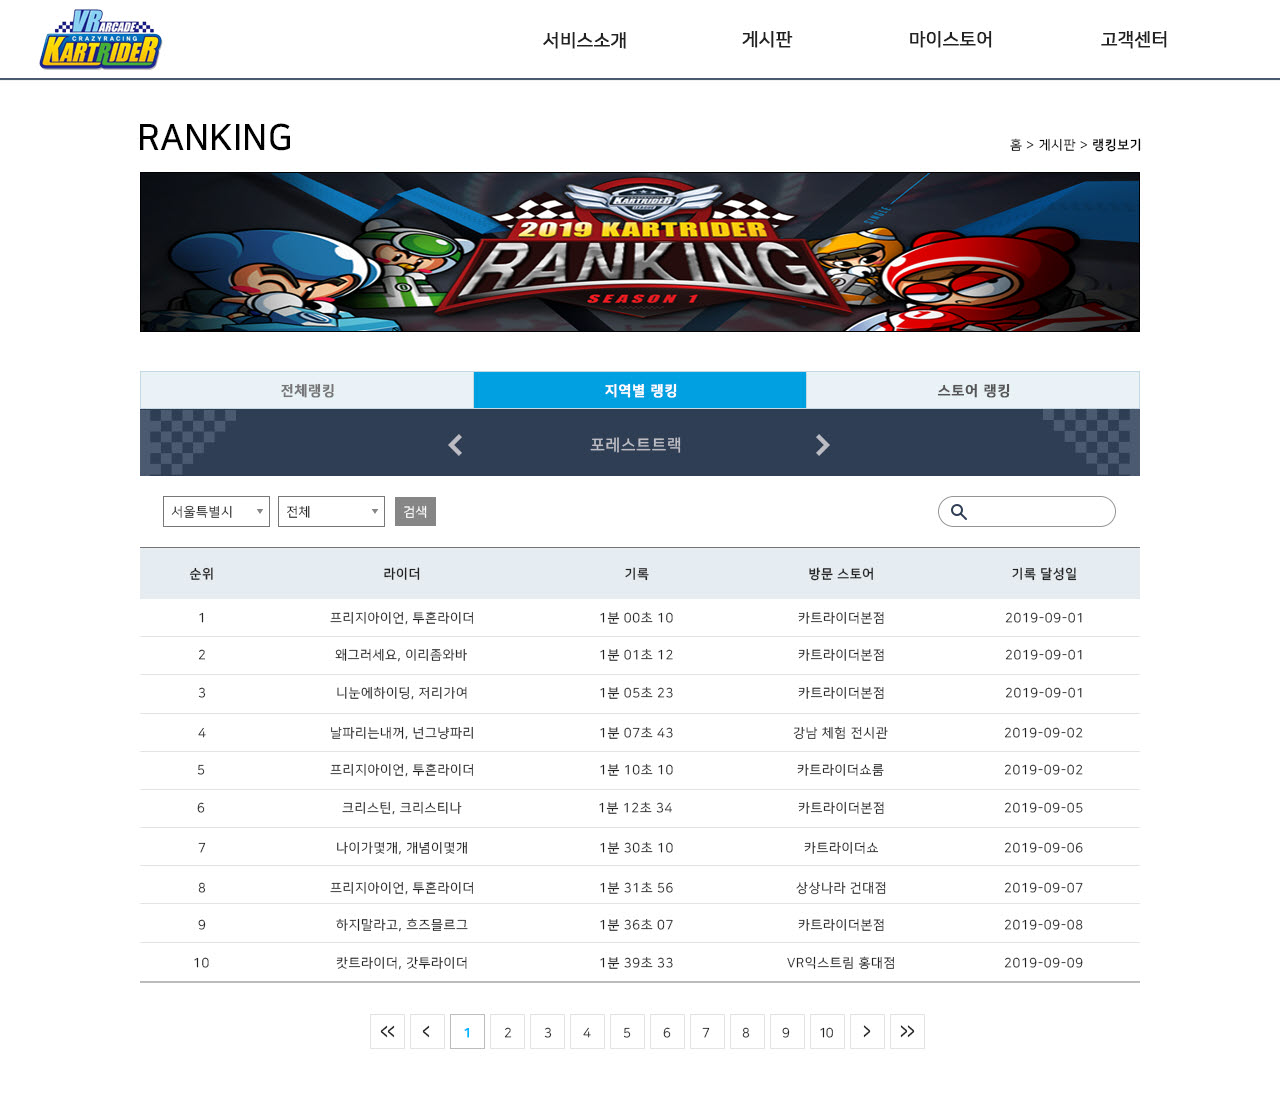 VR ARCADE
CRAZYRACING
KARTRIDER
서비스소개 게시판 마이스토어 고객센터
RANKING
홈 > 게시판 > 랭킹보기
KARTRIDER
LEAGUE
SINGLE
2019 KARTRIDER
RANKING
SEASON 1
전체랭킹 지역별 랭킹 스토어 랭킹
포레스트트랙
서울특별시 전체 검색
순위 라이더 기록 방문 스토어 기록 달성일
1 프리지아이언, 투혼라이더 1분 00초 10 카트라이더본점 2019-09-01
2 왜그러세요, 이리좀와바 1분 01초 12 카트라이더본점 2019-09-01
3 니눈에하이딩, 저리가여 1분 05초 23 카트라이더본점 2019-09-01
4 날파리는내꺼, 넌그냥파리 1분 07초 43 강남 체험 전시관 2019-09-02
5 프리지아이언, 투혼라이더 1분 10초 10 카트라이더쇼룸 2019-09-02
6 크리스틴, 크리스티나 1분 12초 34 카트라이더본점 2019-09-05
7 나이가몇개, 개념이몇개 1분 30초 10 카트라이더쇼 2019-09-06
8 프리지아이언, 투혼라이더 1분 31초 56 상상나라 건대점 2019-09-07
9 하지말라고, 흐즈믈르그 1분 36초 07 카트라이더본점 2019-09-08
10 캇트라이더, 갓투라이더 1분 39초 33 VR익스트림 홍대점 2019-09-09
<< < 1 2 3 4 5 6 7 8 9 10 > >>